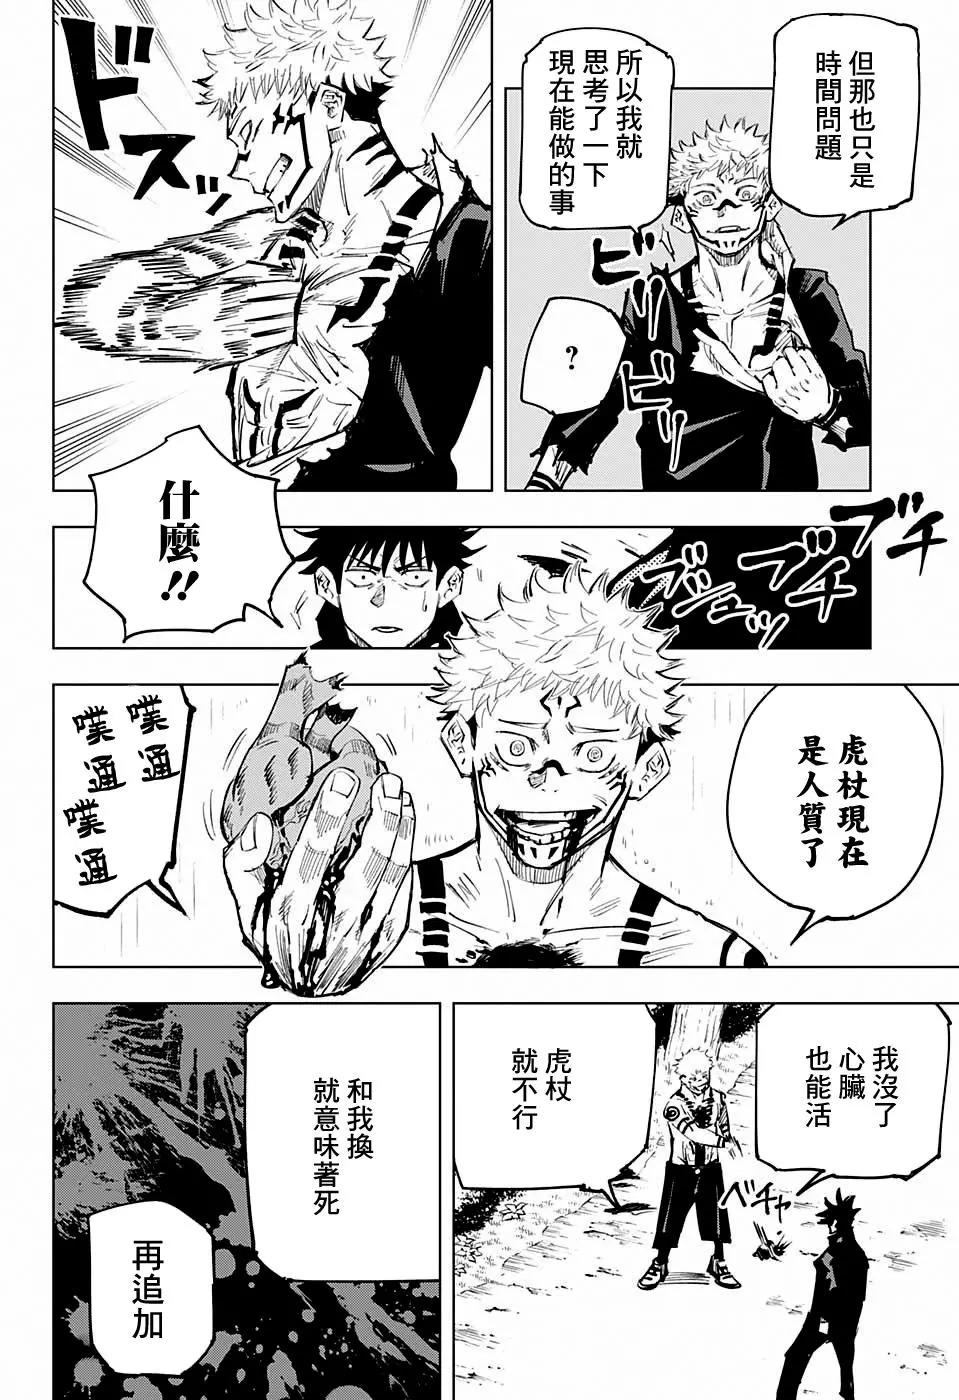 但那也只是
時間問題
所以我就
思考了一下
現在能做的事
ビリ
ビリ
?
ドスッ
ブチ
ブチ
ブシュッ
什麼!!
虎杖現在
是人質了
噗通
噗通
噗通
我沒了
心臟
也能活
ベチャ
虎杖
就不行
和我換
就意味著死
再追加